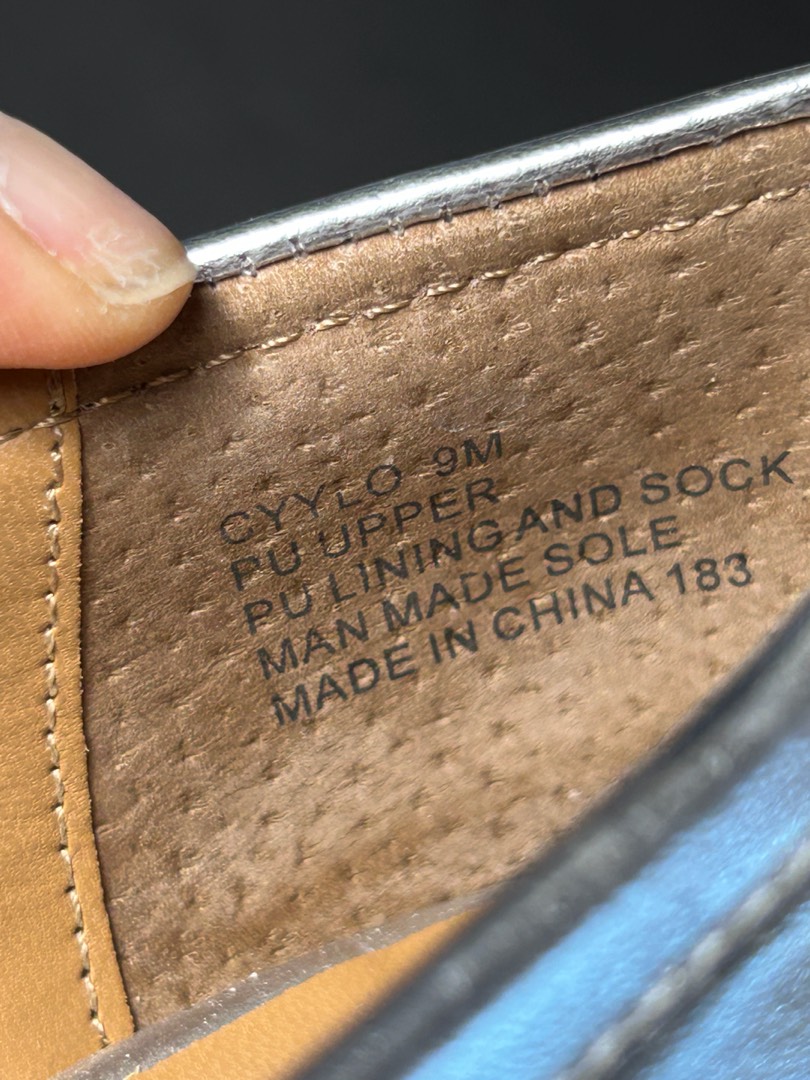 CYYLO 9M
PU UPPER
PU LINING AND SOCK
MAN MADE SOLE
MADE IN CHINA 183